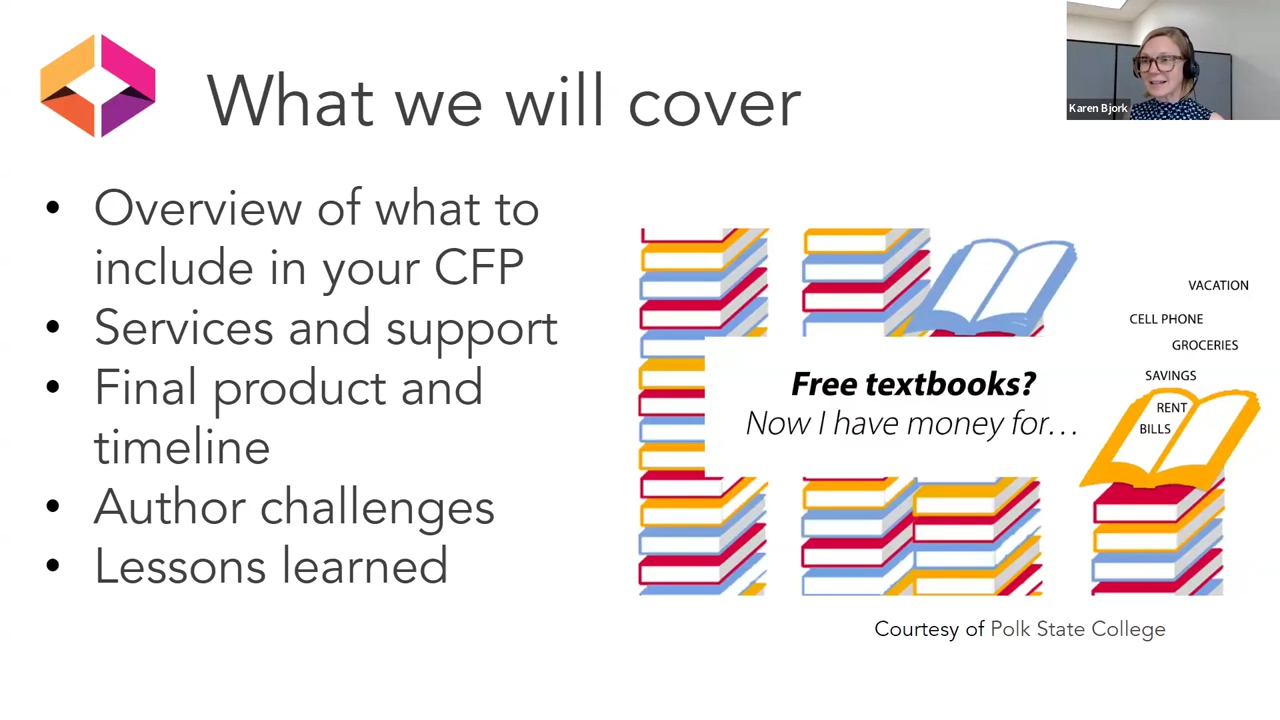 What we will cover
Karen Bjork
• Overview of what to
include in your CFP
• Services and support
• Final product and
timeline
• Author challenges
• Lessons learned
Free textbooks?
Now I have money for...
VACATION
CELL PHONE
GROCERIES
SAVINGS
RENT
BILLS
Courtesy of Polk State College